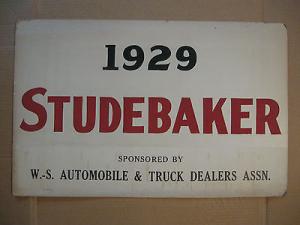 1929
STUDEBAKER
SPONSORED BY
W.-S. AUTOMOBILE & TRUCK DEALERS ASSN.